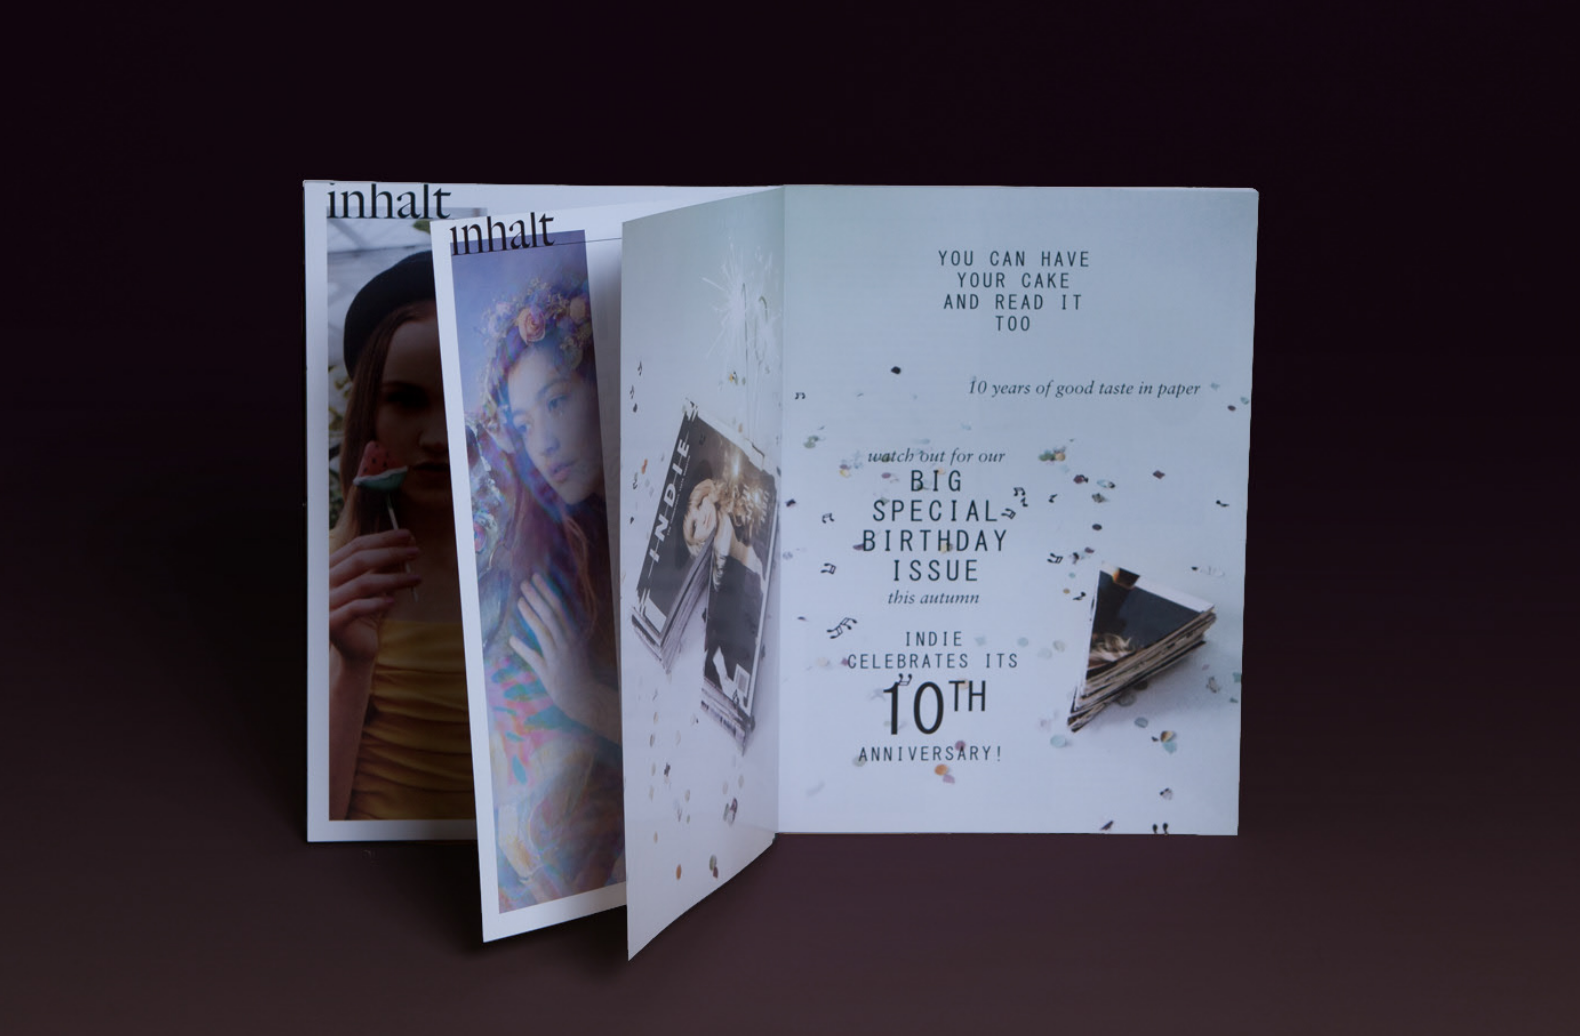 inhalt
inhalt
INDIE
YOU CAN HAVE
YOUR CAKE
AND READ IT
TOO
10 years of good taste in paper
watch out for our
BIG
SPECIAL
BIRTHDAY
ISSUE
this autumn
INDIE
CELEBRATES ITS
10TH
ANNIVERSARY!